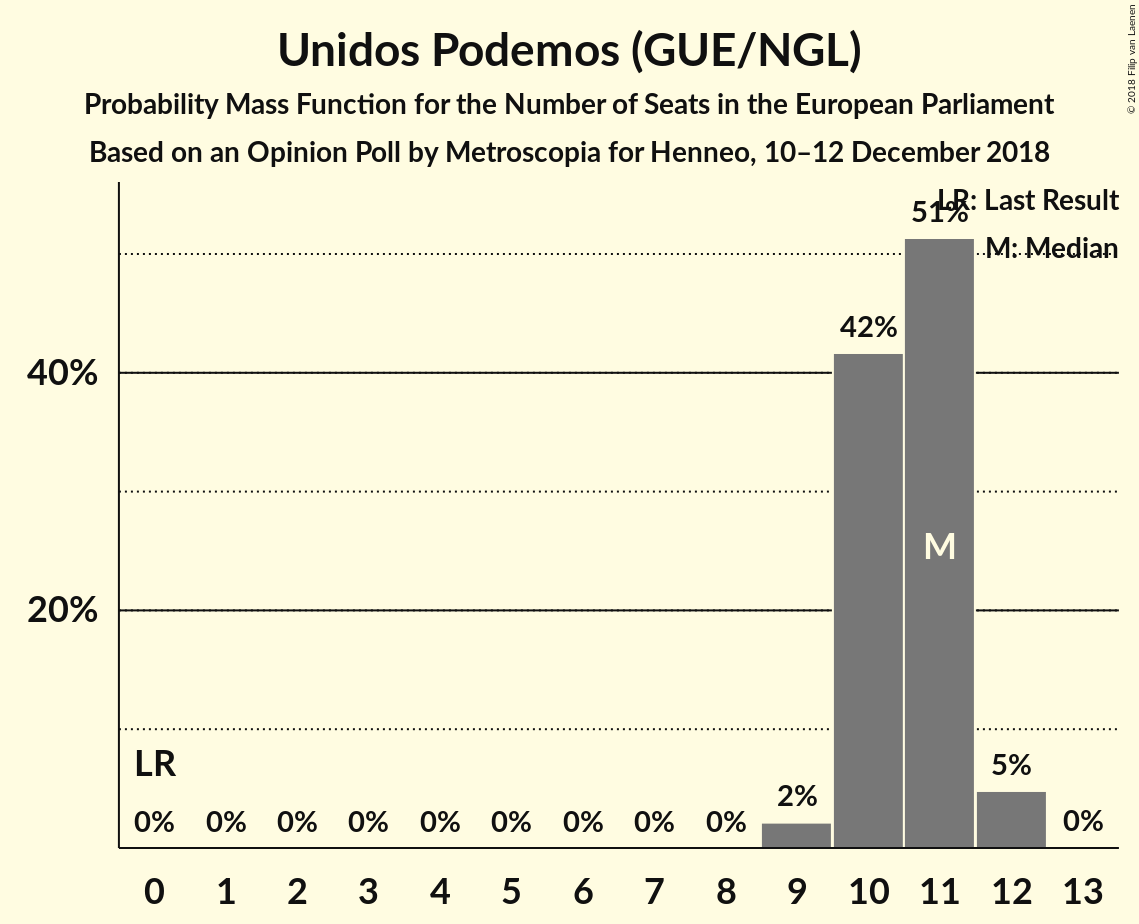 Unidos Podemos (GUE/NGL)
Probability Mass Function for the Number of Seats in the European Parliament
Based on an Opinion Poll by Metroscopia for Henneo, 10–12 December 2018
© 2018 Filip van Laenen
LR: Last Result
M: Median
51%
42%
40%
M
20%
LR
5%
2%
0% 0% 0% 0% 0% 0% 0% 0% 0% 0%
0 1 2 3 4 5 6 7 8 9 10 11 12 13